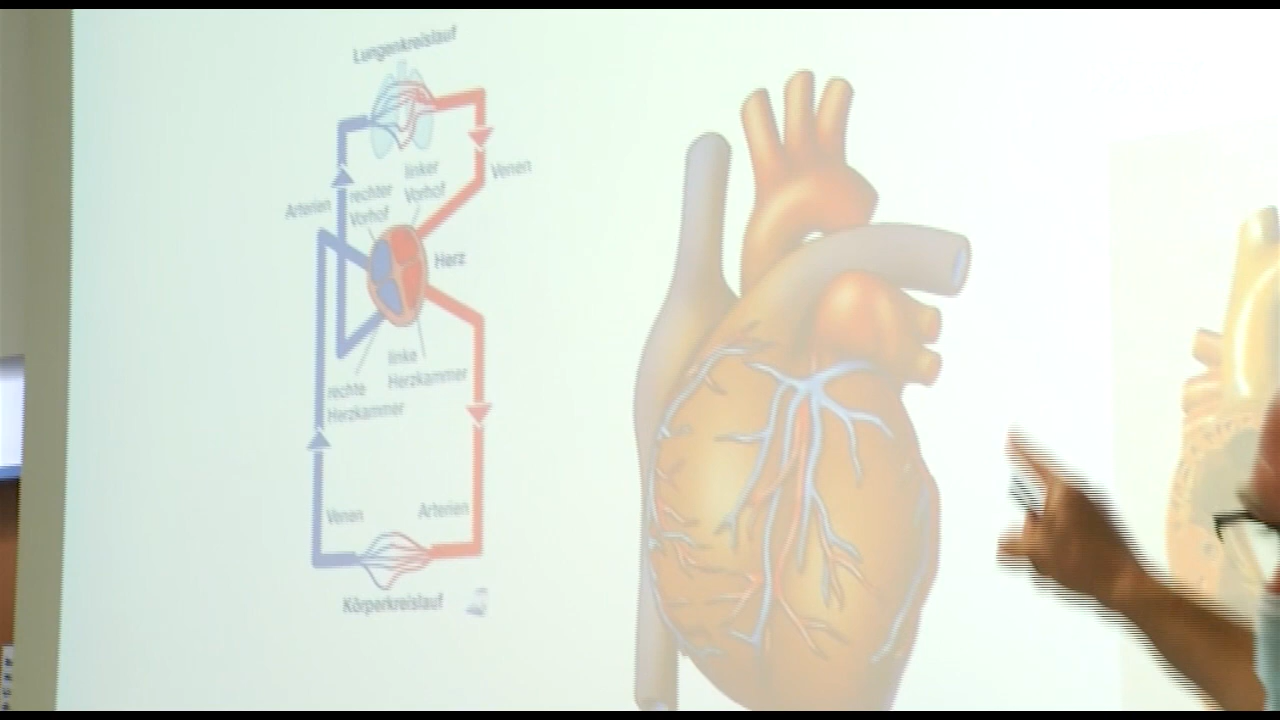 Lungenkreislauf
linker
Vorhof
Venen
rechter
Vorhof
Arterien
Herz
linke
Herzkammer
rechte
Herzkammer
Venen
Arterien
Körperkreislauf